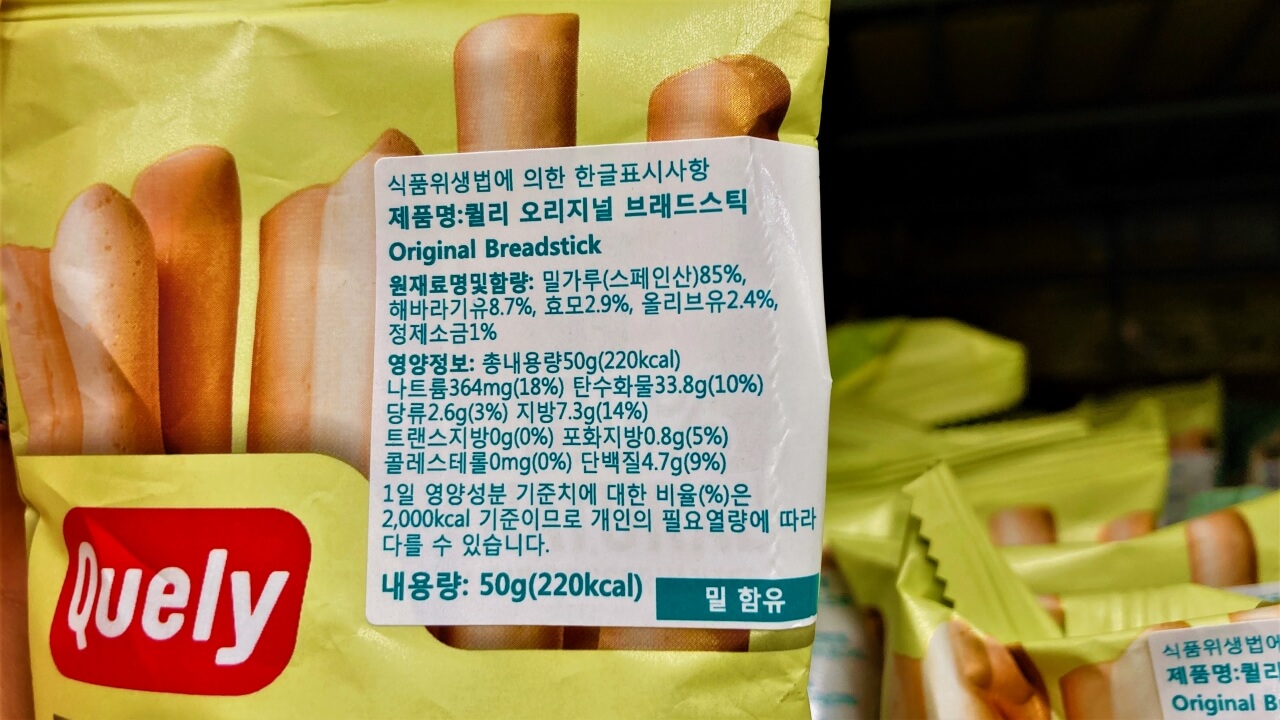 식품위생법에 의한 한글표시사항
제품명:퀄리 오리지널 브래드스틱
Original Breadstick
원재료명및함량: 밀가루(스페인산)85%,
해바라기유8.7%, 효모2.9%, 올리브유2.4%,
정제소금1%
영양정보: 총내용량50g(220kcal)
나트륨364mg(18%) 탄수화물33.8g(10%)
당류2.6g(3%) 지방7.3g(14%)
트랜스지방0g(0%) 포화지방0.8g(5%)
콜레스테롤0mg(0%) 단백질4.7g(9%)
1일 영양성분 기준치에 대한 비율(%)은
2,000kcal 기준이므로 개인의 필요열량에 따라
다를 수 있습니다.
내용량: 50g(220kcal)
밀 함유
Quely
식품위생법에
제품명:퀄리
Original B